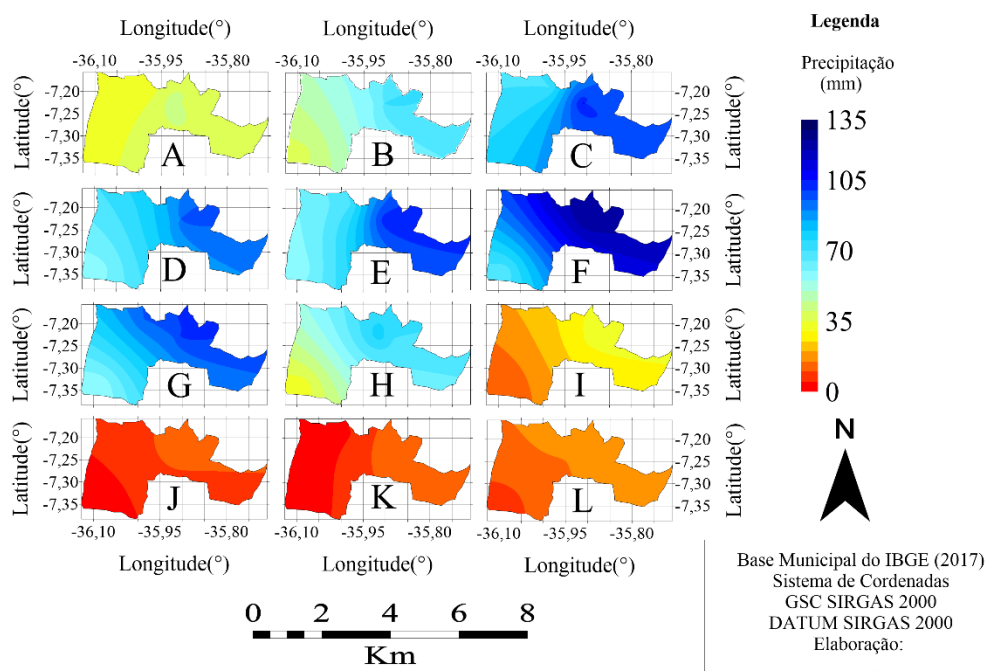 Longitude(°) Longitude(°) Longitude(°)
-36,10 -35,95 -35,80 -36,10 -35,95 -35,80 -36,10 -35,95 -35,80
Latitude(°) -7,20 -7,25 -7,30 -7,35 A B C -7,20 -7,25 -7,30 -7,35 Latitude(°)
Latitude(°) -7,20 -7,25 -7,30 -7,35 D E F -7,20 -7,25 -7,30 -7,35 Latitude(°)
Latitude(°) -7,20 -7,25 -7,30 -7,35 G H I -7,20 -7,25 -7,30 -7,35 Latitude(°)
Latitude(°) -7,20 -7,25 -7,30 -7,35 J K L -7,20 -7,25 -7,30 -7,35 Latitude(°)
-36,10 -35,95 -35,80 -36,10 -35,95 -35,80 -36,10 -35,95 -35,80
Longitude(°) Longitude(°) Longitude(°)
0 2 4 6 8
Km
Legenda
Precipitação
(mm)
135
105
70
35
0
N
Base Municipal do IBGE (2017)
Sistema de Cordenadas
GSC SIRGAS 2000
DATUM SIRGAS 2000
Elaboração: